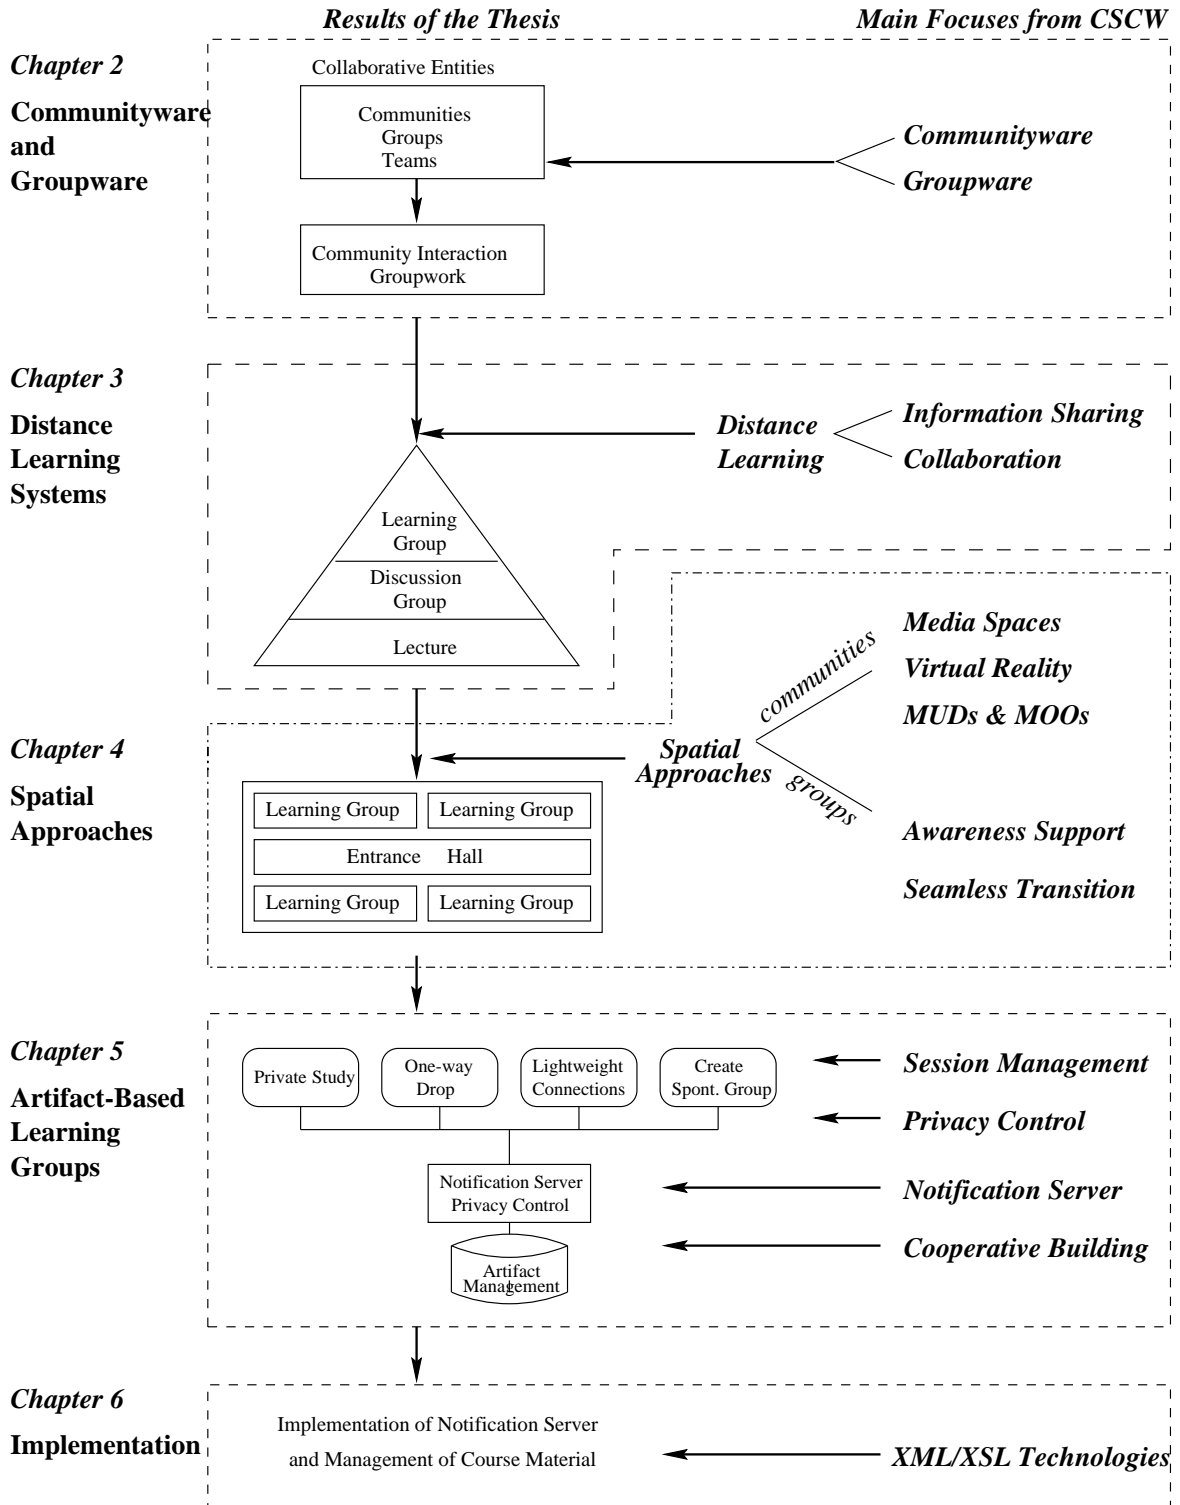 Results of the Thesis
Main Focuses from CSCW
Chapter 2
Communityware
and
Groupware
Collaborative Entities
Communities
Groups
Teams
Community Interaction
Groupwork
Communityware
Groupware
Chapter 3
Distance
Learning
Systems
Learning
Group
Discussion
Group
Lecture
Distance
Learning
Information Sharing
Collaboration
Chapter 4
Spatial
Approaches
Learning Group
Learning Group
Entrance Hall
Learning Group
Learning Group
Spatial
Approaches
communities
groups
Media Spaces
Virtual Reality
MUDs & MOOs
Awareness Support
Seamless Transition
Chapter 5
Artifact-Based
Learning
Groups
Private Study
One-way
Drop
Lightweight
Connections
Create
Spont. Group
Notification Server
Privacy Control
Artifact
Management
Session Management
Privacy Control
Notification Server
Cooperative Building
Chapter 6
Implementation
Implementation of Notification Server
and Management of Course Material
XML/XSL Technologies